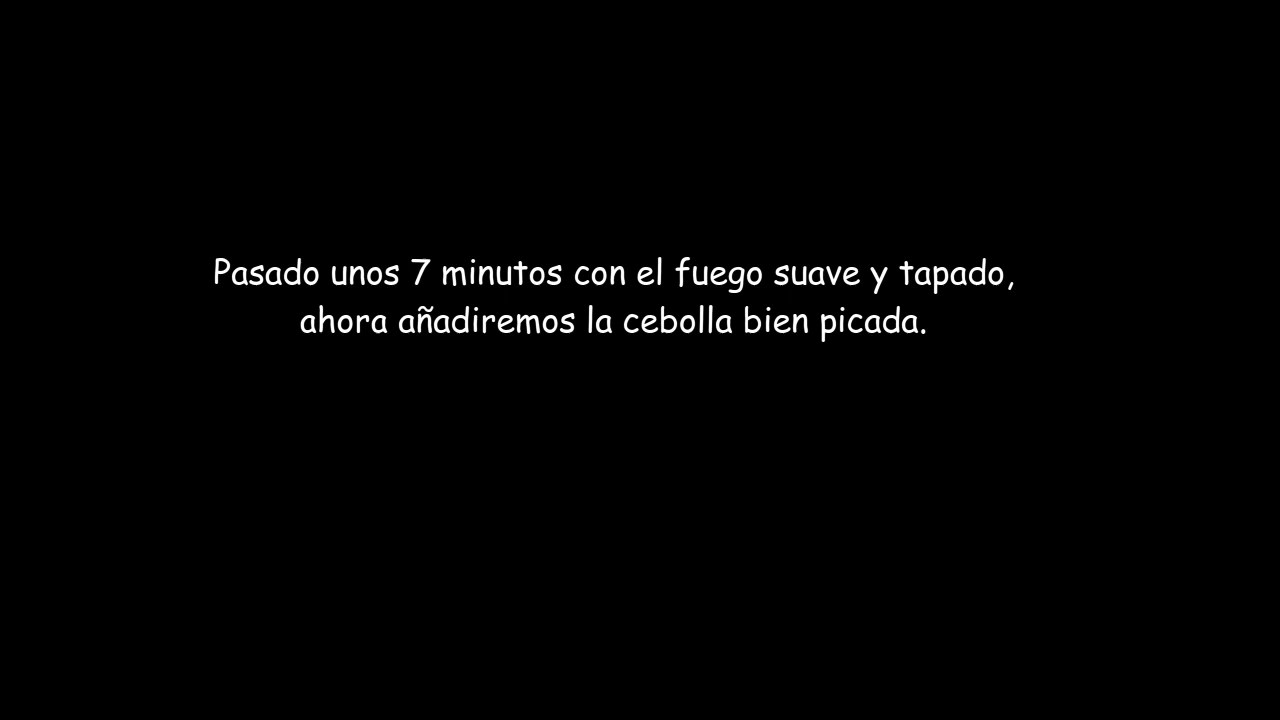 Pasado unos 7 minutos con el fuego suave y tapado,
ahora añadiremos la cebolla bien picada.